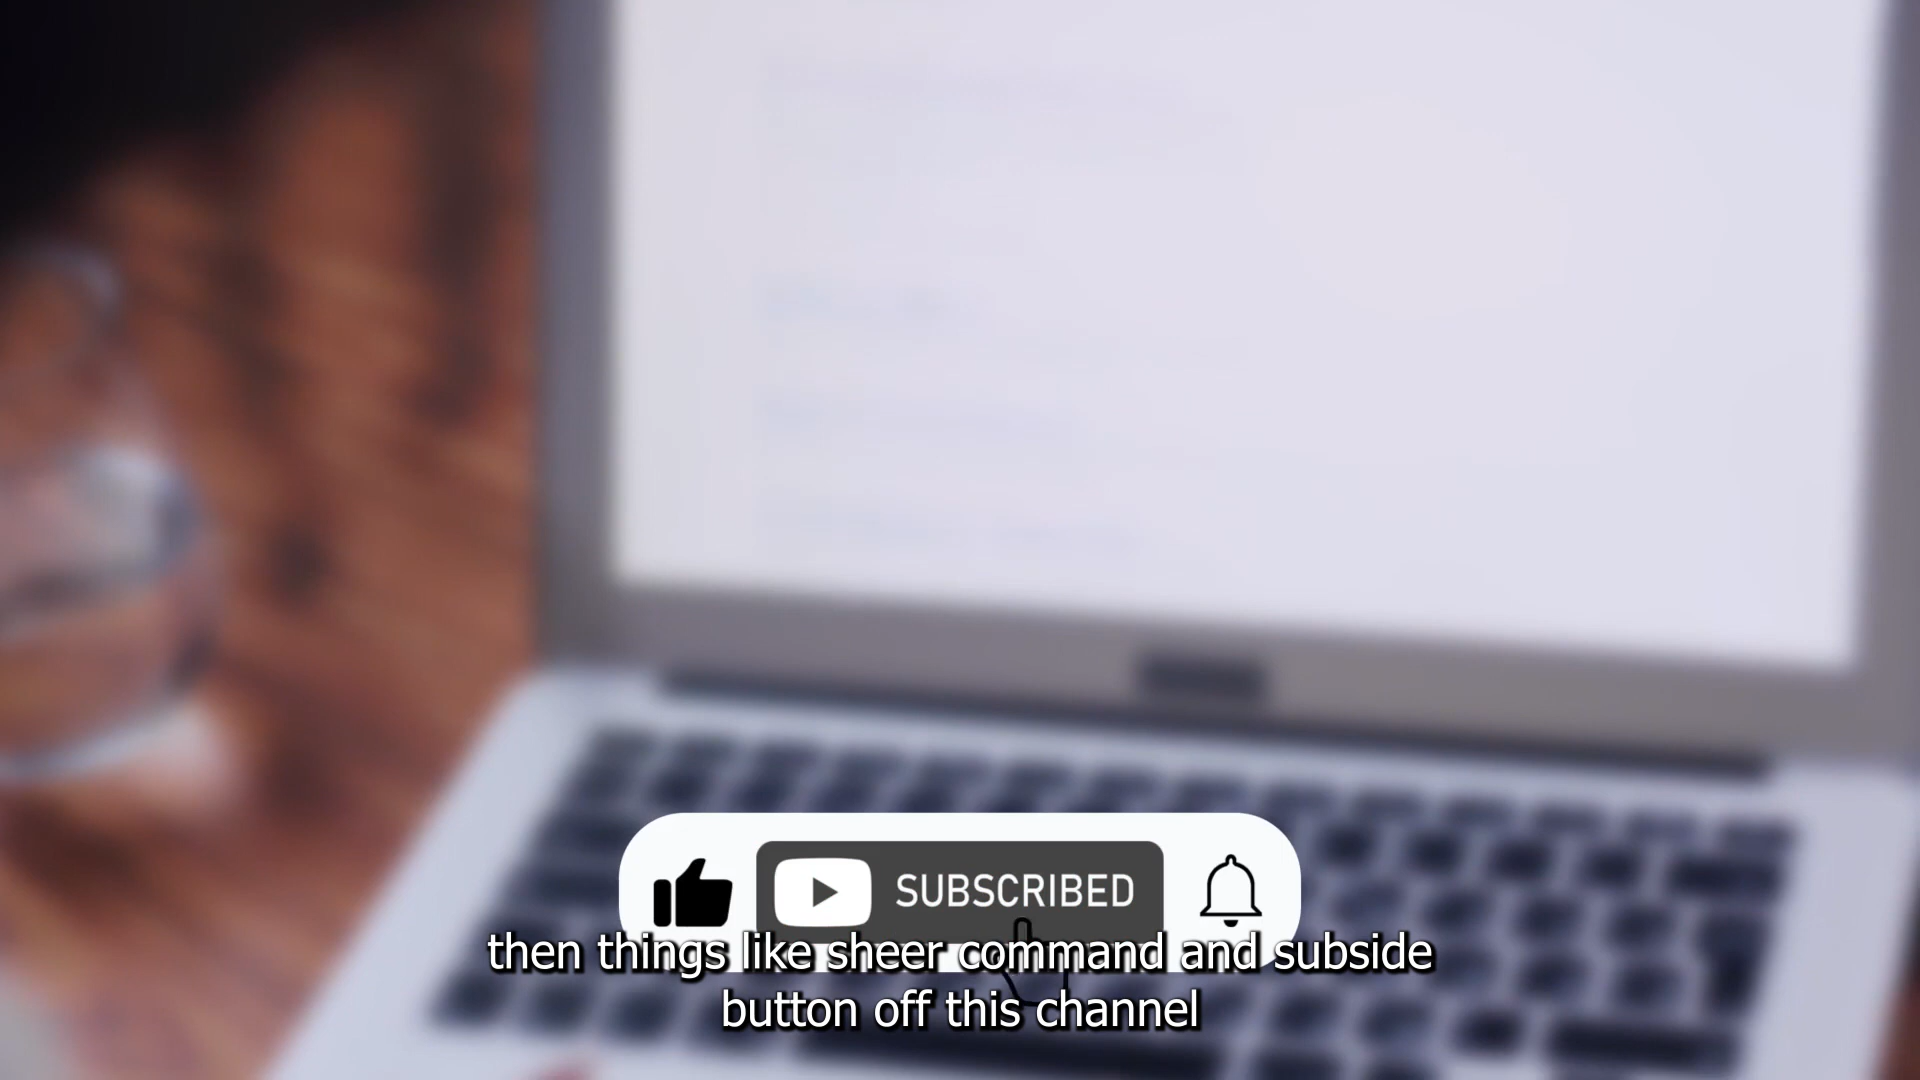 SUBSCRIBED
then things like sheer command and subside
button off this channel